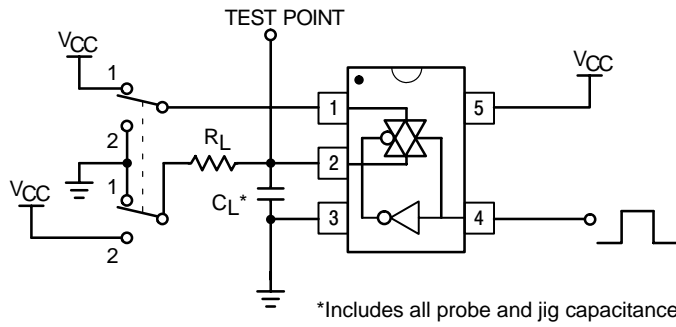 TEST POINT
VCC
1
2
RL
1
VCC
2
CL*
1
2
3
5
4
VCC
*Includes all probe and jig capacitance